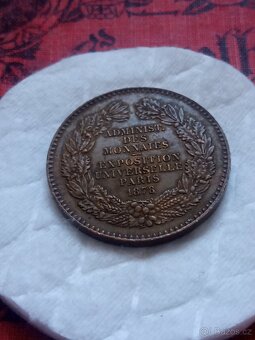 ADMINISTON
DES
MONNAIES
EXPOSITION
UNIVERSELLE
PARIS
1878